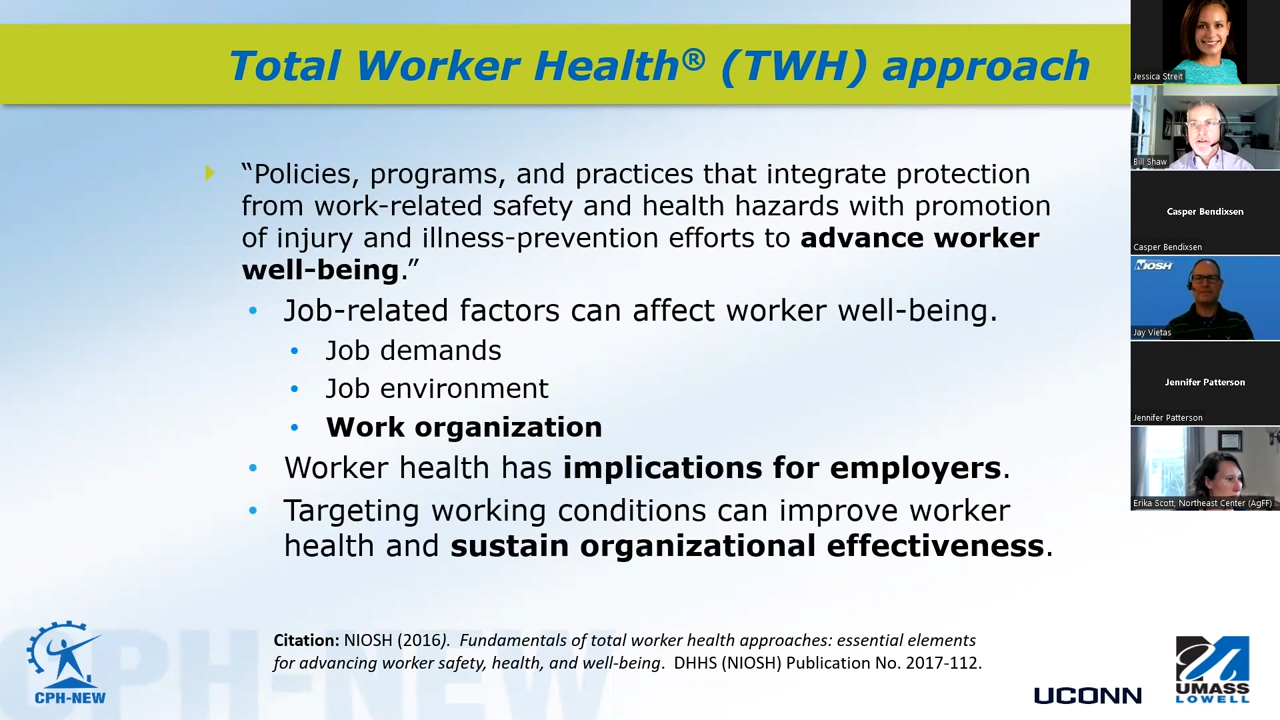 Total Worker Health® (TWH) approach
“Policies, programs, and practices that integrate protection
from work-related safety and health hazards with promotion
of injury and illness-prevention efforts to advance worker
well-being.”
Job-related factors can affect worker well-being.
Job demands
Job environment
Work organization
Worker health has implications for employers.
Targeting working conditions can improve worker
health and sustain organizational effectiveness.
Citation: NIOSH (2016). Fundamentals of total worker health approaches: essential elements
for advancing worker safety, health, and well-being. DHHS (NIOSH) Publication No. 2017-112.
CPH-NEW
CPH-NEW
UCONN
UMASS
LOWELL
Jessica Streit
Bill Shaw
Casper Bendixsen
Casper Bendixsen
NIOSH
Jay Vietas
Jennifer Patterson
Jennifer Patterson
Erika Scott, Northeast Center (AgFF)